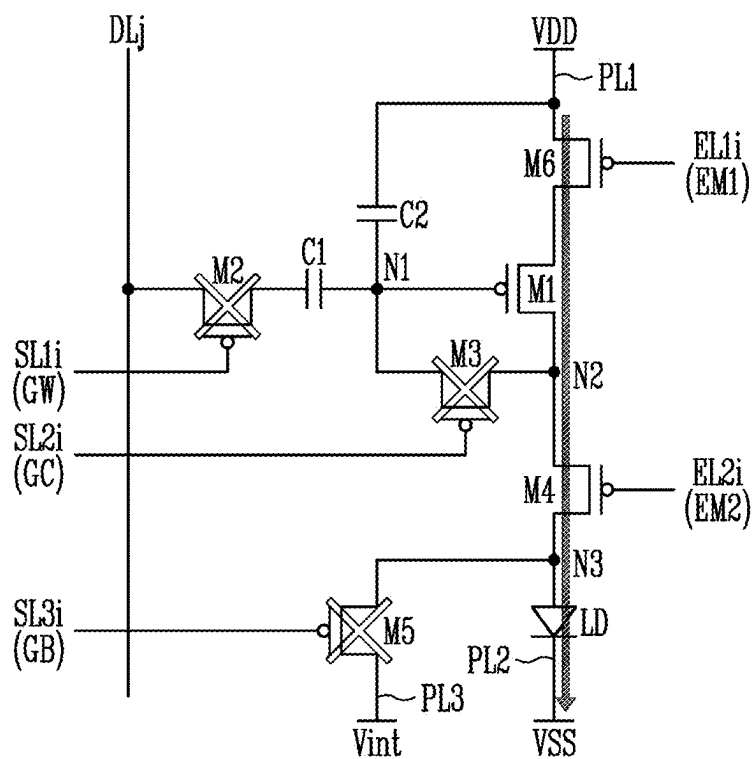 DLj
VDD
PL1
M6
EL1i
(EM1)
C2
C1
N1
M2
M1
SL1i
(GW)
M3
N2
SL2i
(GC)
M4
EL2i
(EM2)
N3
SL3i
(GB)
M5
LD
PL2
PL3
Vint
VSS